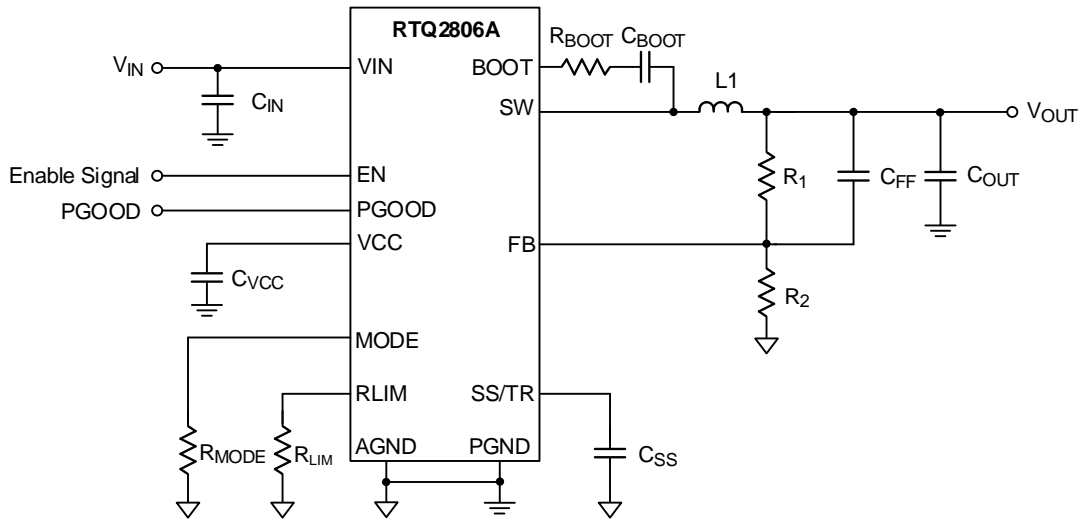 RTQ2806A
VIN
VIN
CIN
BOOT
RBOOT
CBOOT
SW
L1
VOUT
Enable Signal
EN
PGOOD
PGOOD
R1
CFF
COUT
VCC
CVCC
FB
R2
MODE
RLIM
SS/TR
RMODE
RLIM
AGND
PGND
CSS